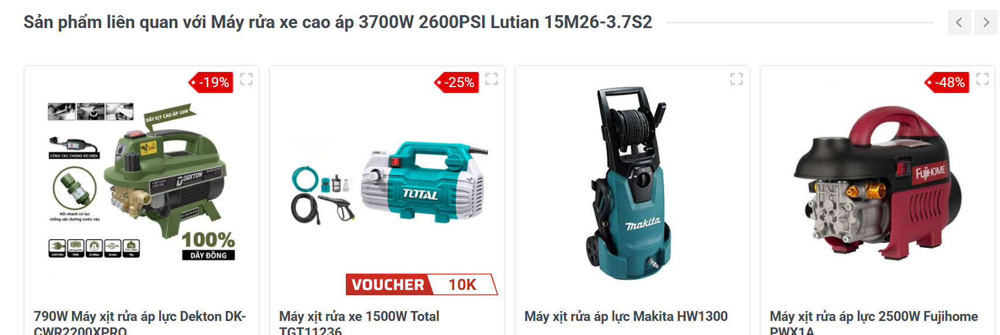 Sản phẩm liên quan với Máy rửa xe cao áp 3700W 2600PSI Lutian 15M26-3.7S2
-19%
-25%
-48%
DÂY XỊT CAO ÁP 10M
CÔNG TẮC CHỐNG RÒ ĐIỆN
DEKTON
Nối nhanh có lọc
chống cặn đường nước vào
100%
DÂY ĐỒNG
TOTAL
VOUCHER 10K
makita
FUJIHOME
790W Máy xịt rửa áp lực Dekton DK-
CWR2200XPRO
Máy xịt rửa xe 1500W Total
TGT11236
Máy xịt rửa áp lực Makita HW1300
Máy xịt rửa áp lực 2500W Fujihome
PWX1A